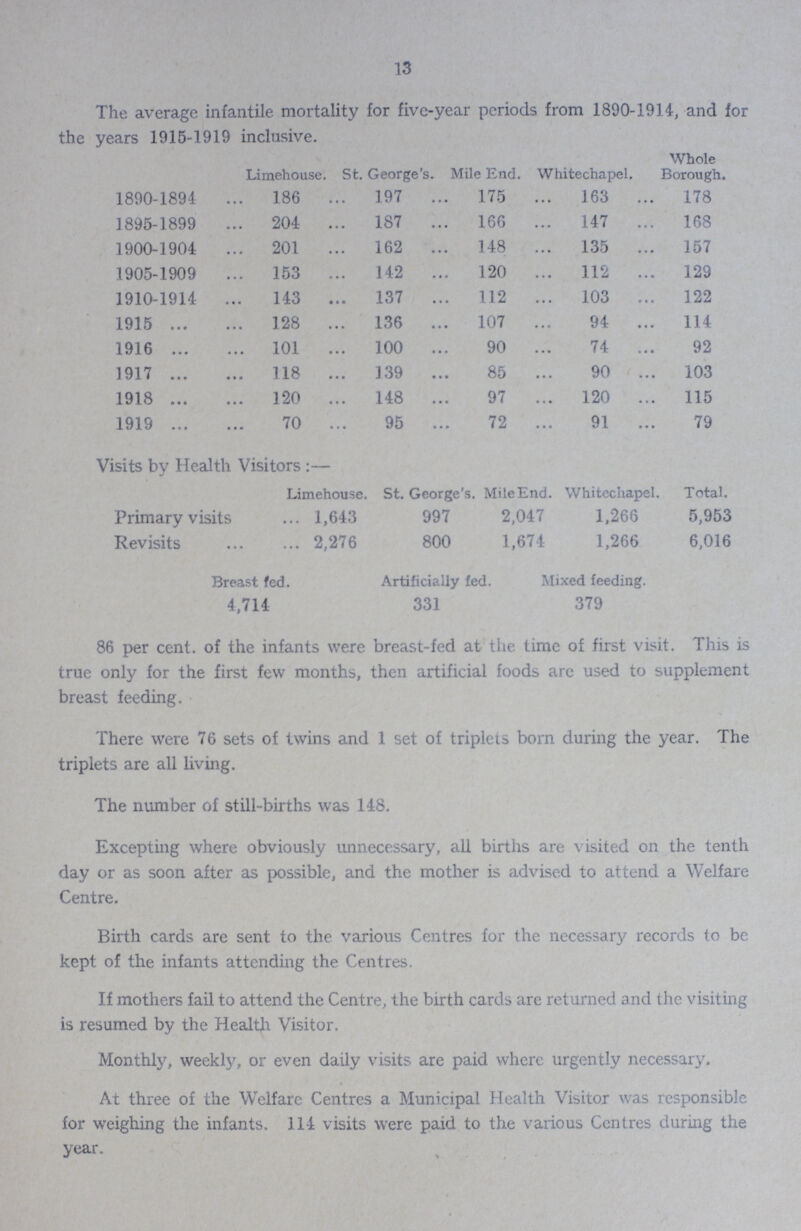 13
The average infantile mortality for five-year periods from 1890-1914, and for
the years 1915-1919 inclusive.
Limehouse. St. George's. Mile End. Whitechapel. Whole Borough.
1890-1894 ... 186 ... 197 ... 175 ... 163 ... 178
1895-1899 ... 204 ... 187 ... 166 ... 147 ... 168
1900-1904 ... 201 ... 162 ... 148 ... 135 ... 157
1905-1909 ... 153 ... 142 ... 120 ... 112 ... 129
1910-1914 ... 143 ... 137 ... 112 ... 103 ... 122
1915 ... ... 128 ... 136 ... 107 ... 94 ... 114
1916 ... ... 101 ... 100 ... 90 ... 74 ... 92
1917 ... ... 118 ... 139 ... 85 ... 90 ... 103
1918 ... ... 120 ... 148 ... 97 ... 120 ... 115
1919 ... ... 70 ... 95 ... 72 ... 91 ... 79
Visits by Health Visitors :—
Limehouse. St. George's. Mile End. Whitechapel. Total.
Primary visits ... 1,643 997 2,047 1,266 5,953
Revisits ... ... 2,276 800 1,674 1,266 6,016
Breast fed. Artificially fed. Mixed feeding.
4,714 331 379
86 per cent. of the infants were breast-fed at the time of first visit. This is
true only for the first few months, then artificial foods are used to supplement
breast feeding.
There were 76 sets of twins and 1 set of triplets born during the year. The
triplets are all living.
The number of still-births was 148.
Excepting where obviously unnecessary, all births are visited on the tenth
day or as soon after as possible, and the mother is advised to attend a Welfare
Centre.
Birth cards are sent to the various Centres for the necessary records to be
kept of the infants attending the Centres.
If mothers fail to attend the Centre, the birth cards are returned and the visiting
is resumed by the Health Visitor.
Monthly, weekly, or even daily visits are paid where urgently necessary.
At three of the Welfare Centres a Municipal Health Visitor was responsible
for weighing the infants. 114 visits were paid to the various Centres during the
year.